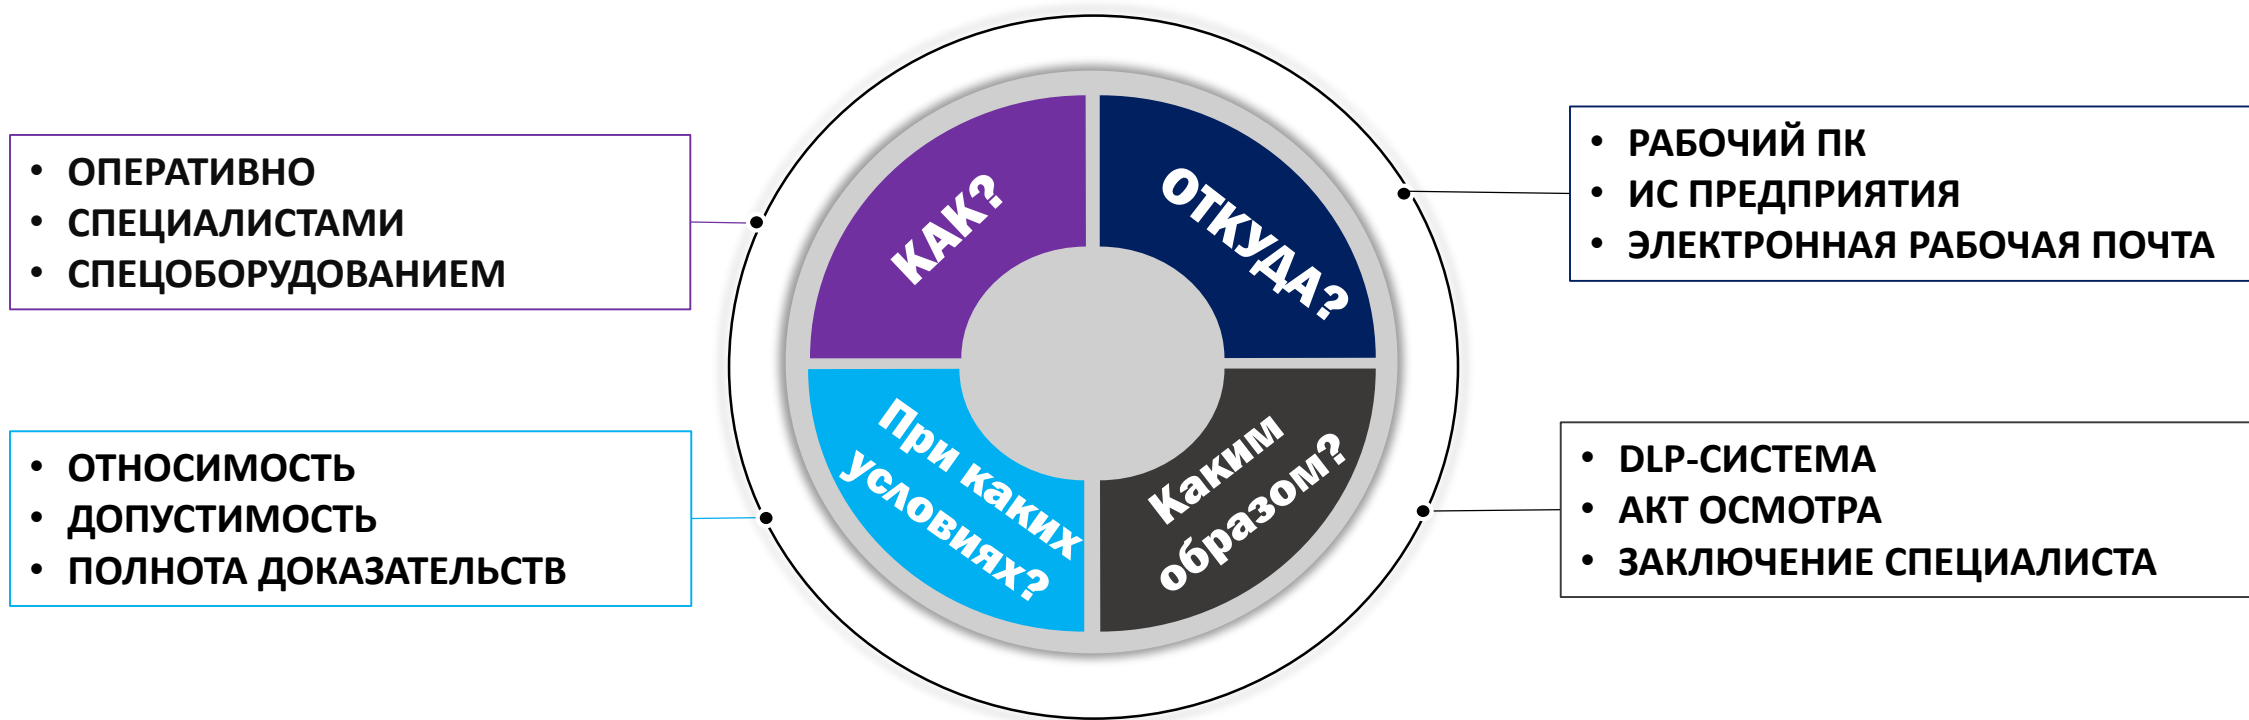 • ОПЕРАТИВНО
• СПЕЦИАЛИСТАМИ
• СПЕЦОБОРУДОВАНИЕМ
КАК?
ОТКУДА?
• РАБОЧИЙ ПК
• ИС ПРЕДПРИЯТИЯ
• ЭЛЕКТРОННАЯ РАБОЧАЯ ПОЧТА
• ОТНОСИМОСТЬ
• ДОПУСТИМОСТЬ
• ПОЛНОТА ДОКАЗАТЕЛЬСТВ
При каких
условиях?
Каким
образом?
• DLP-СИСТЕМА
• АКТ ОСМОТРА
• ЗАКЛЮЧЕНИЕ СПЕЦИАЛИСТА